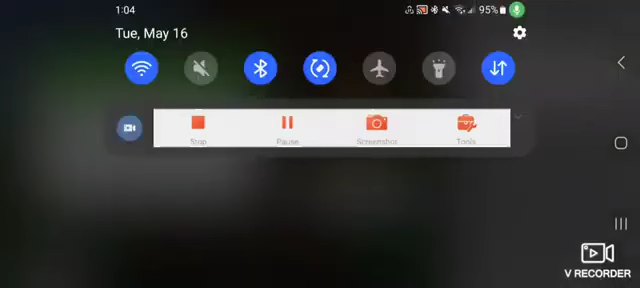 1:04
95%
Tue, May 16
Stop
Pause
Screenshot
Tools
V RECORDER